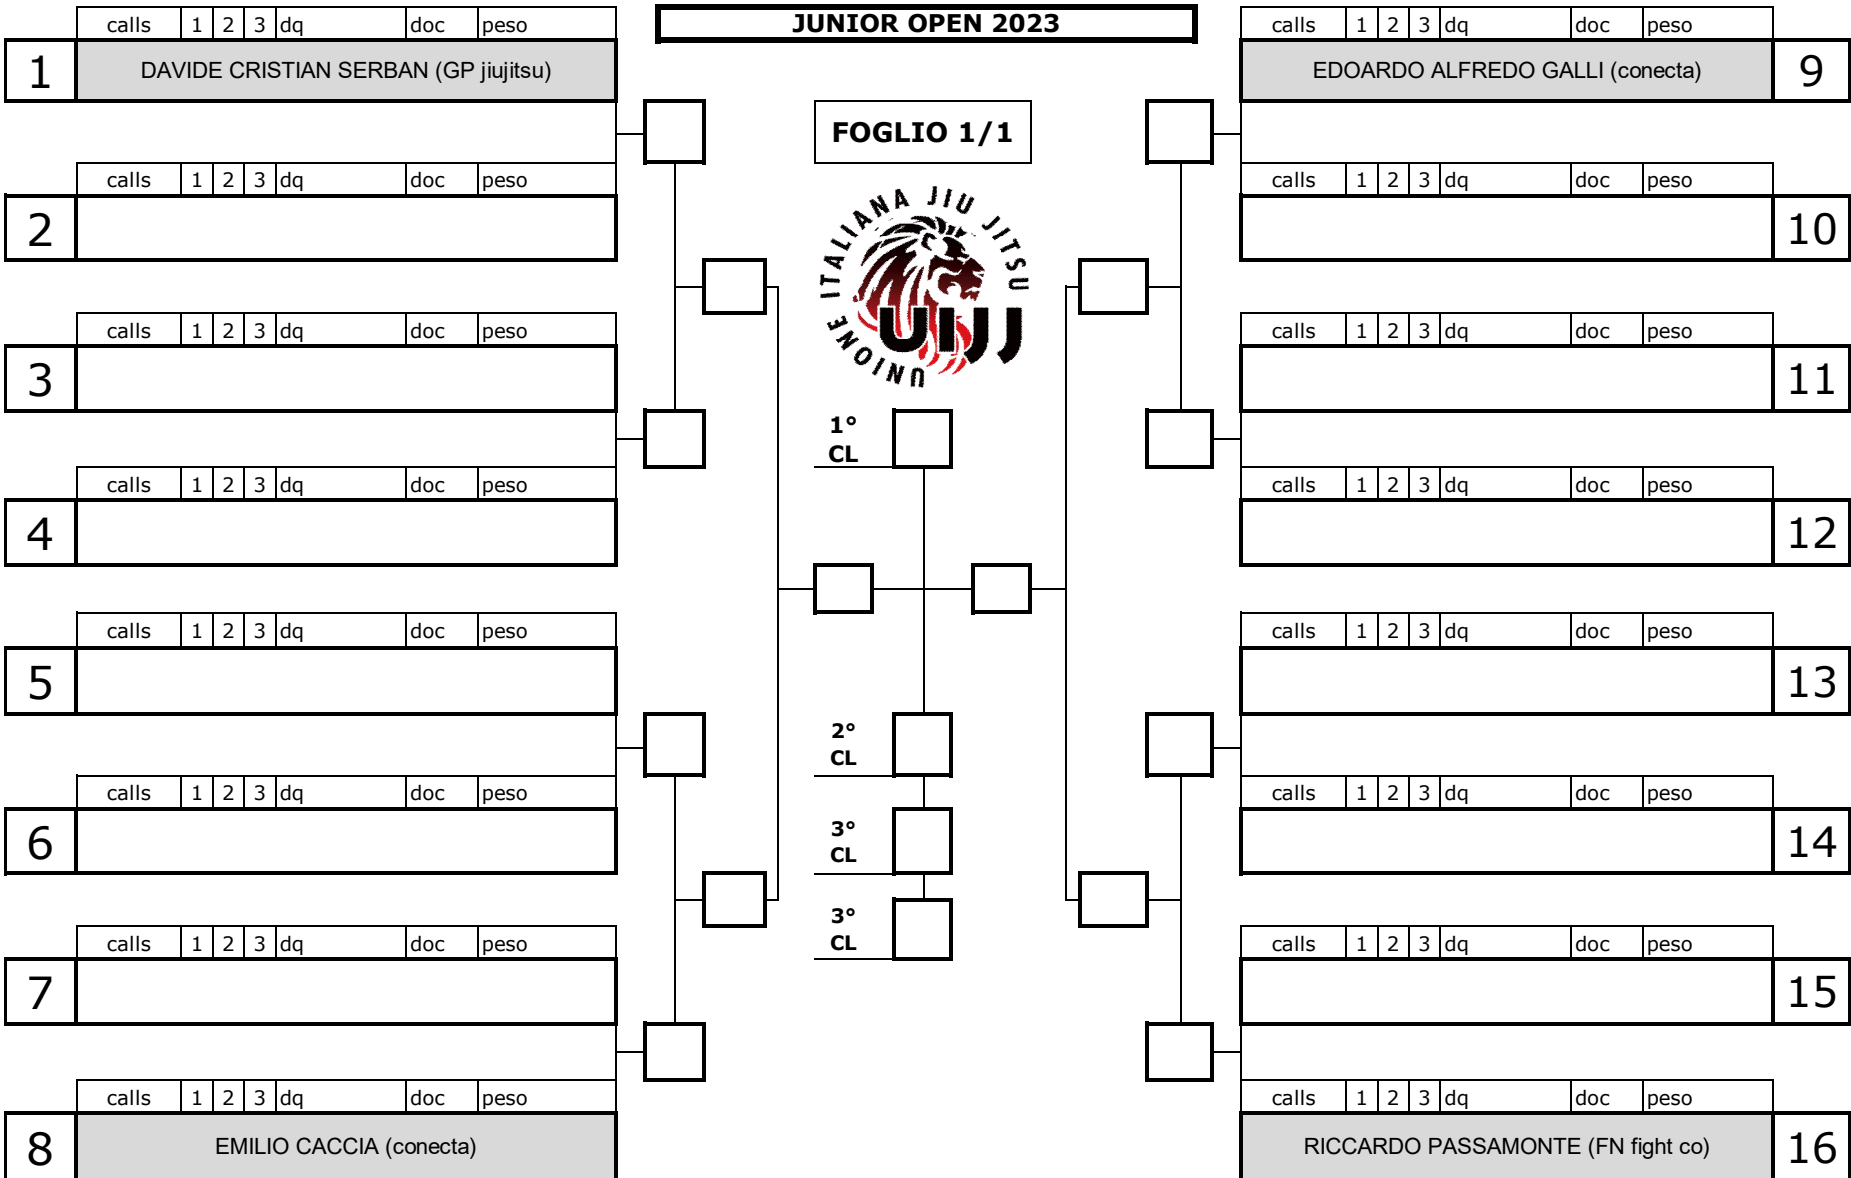 JUNIOR OPEN 2023
FOGLIO 1/1
UNIONE ITALIANA JIU JITSU
UIJJ
calls 1 2 3 dq doc peso
1 DAVIDE CRISTIAN SERBAN (GP jiujitsu)
calls 1 2 3 dq doc peso
2
calls 1 2 3 dq doc peso
3
calls 1 2 3 dq doc peso
4
calls 1 2 3 dq doc peso
5
calls 1 2 3 dq doc peso
6
calls 1 2 3 dq doc peso
7
calls 1 2 3 dq doc peso
8 EMILIO CACCIA (conecta)
1°
CL
2°
CL
3°
CL
3°
CL
calls 1 2 3 dq doc peso
EDOARDO ALFREDO GALLI (conecta) 9
calls 1 2 3 dq doc peso
10
calls 1 2 3 dq doc peso
11
calls 1 2 3 dq doc peso
12
calls 1 2 3 dq doc peso
13
calls 1 2 3 dq doc peso
14
calls 1 2 3 dq doc peso
15
calls 1 2 3 dq doc peso
RICCARDO PASSAMONTE (FN fight co) 16